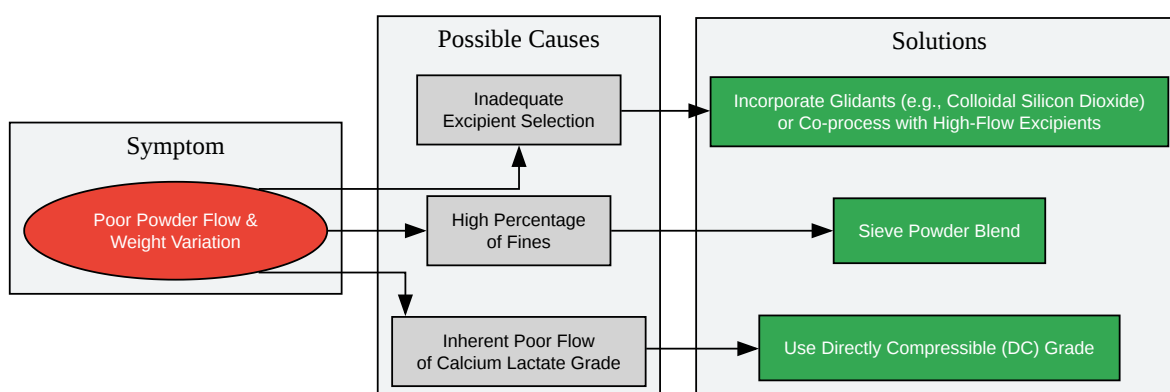 Symptom
Poor Powder Flow &
Weight Variation
Possible Causes
Inadequate
Excipient Selection
High Percentage
of Fines
Inherent Poor Flow
of Calcium Lactate Grade
Solutions
Incorporate Glidants (e.g., Colloidal Silicon Dioxide)
or Co-process with High-Flow Excipients
Sieve Powder Blend
Use Directly Compressible (DC) Grade